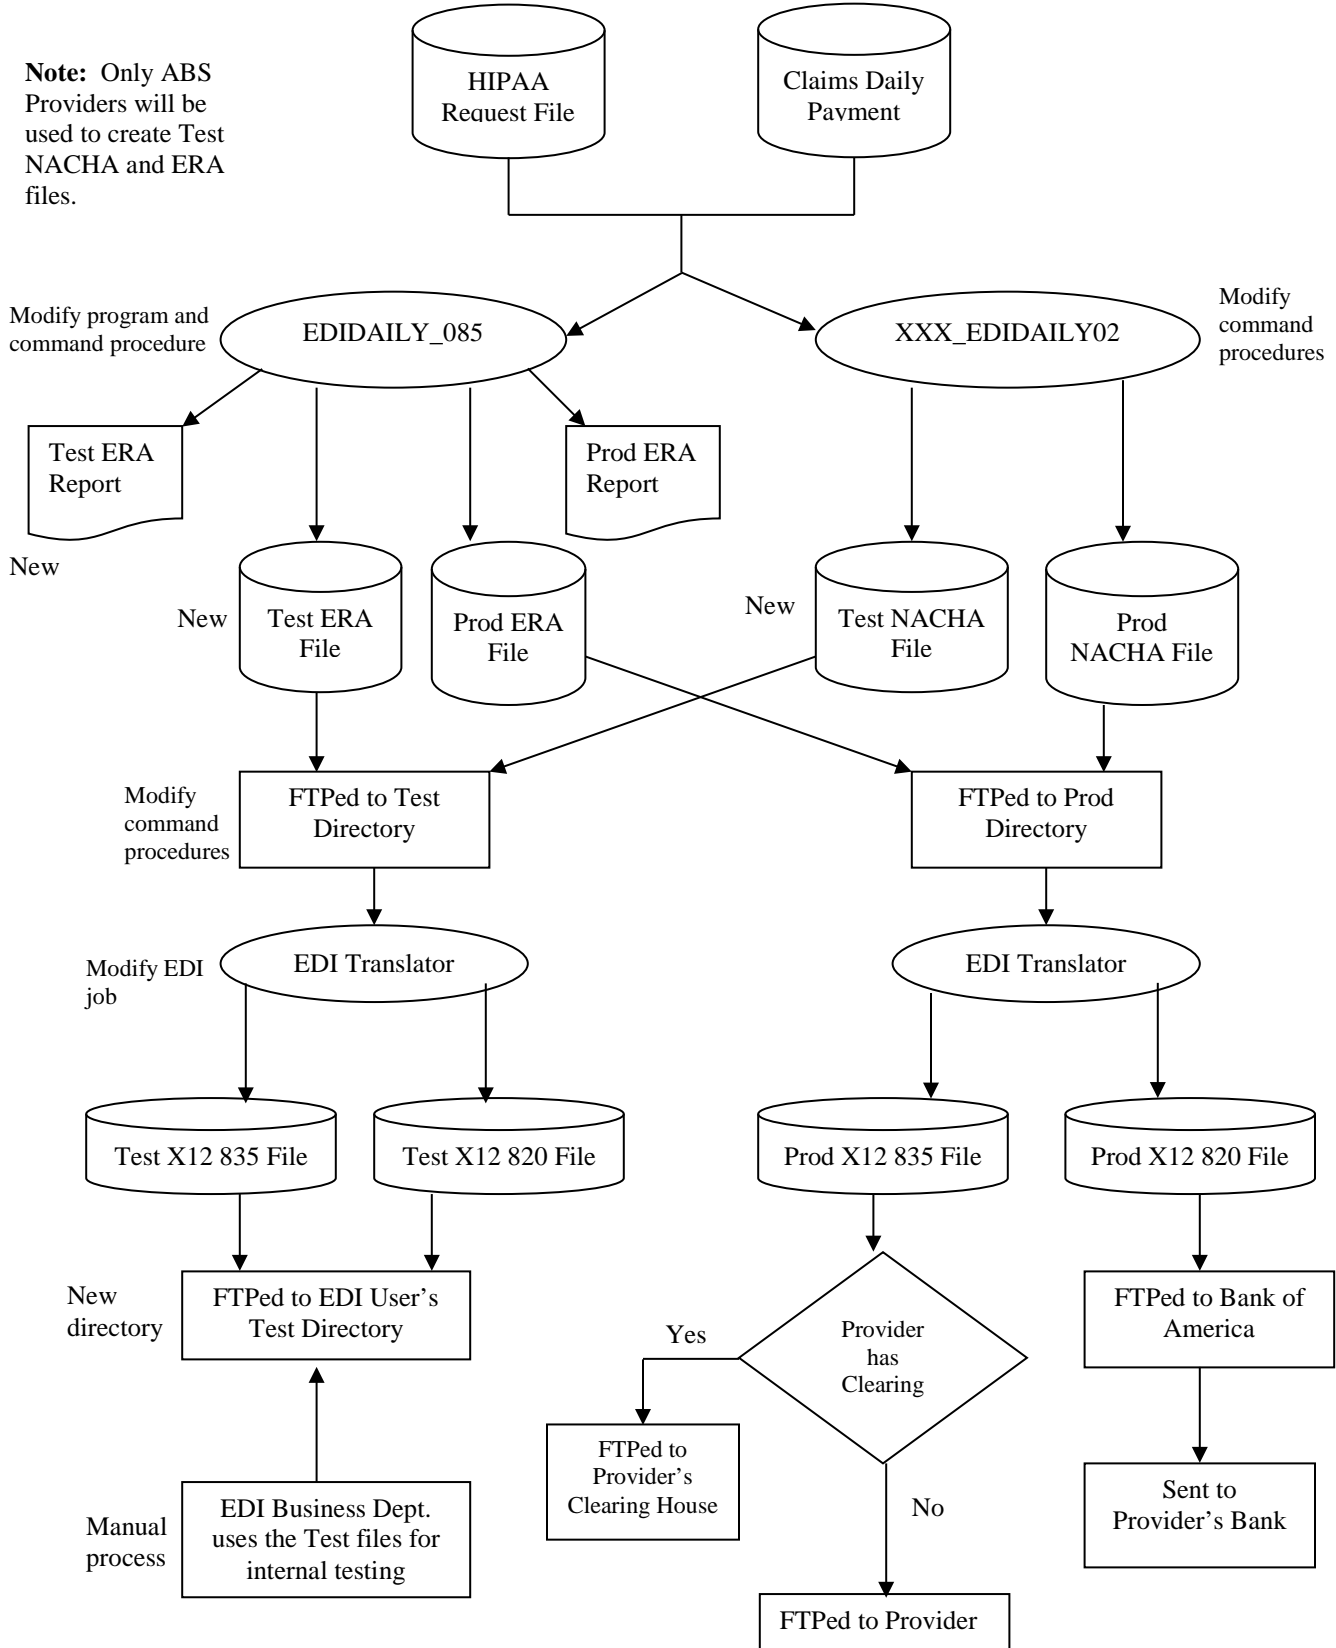 HIPAA
Request File
Claims Daily
Payment
Note: Only ABS
Providers will be
used to create Test
NACHA and ERA
files.
Modify program and
command procedure
EDIDAILY_085
XXX_EDIDAILY02
Modify
command
procedures
Test ERA
Report
Prod ERA
Report
New
New
Test ERA
File
Prod ERA
File
New
Test NACHA
File
Prod
NACHA File
Modify
command
procedures
FTPed to Test
Directory
FTPed to Prod
Directory
Modify EDI
job
EDI Translator
EDI Translator
Test X12 835 File
Test X12 820 File
Prod X12 835 File
Prod X12 820 File
New
directory
FTPed to EDI User's
Test Directory
Yes
Provider
has
Clearing
FTPed to Bank of
America
FTPed to
Provider's
Clearing House
No
Sent to
Provider's Bank
Manual
process
EDI Business Dept.
uses the Test files for
internal testing
FTPed to Provider